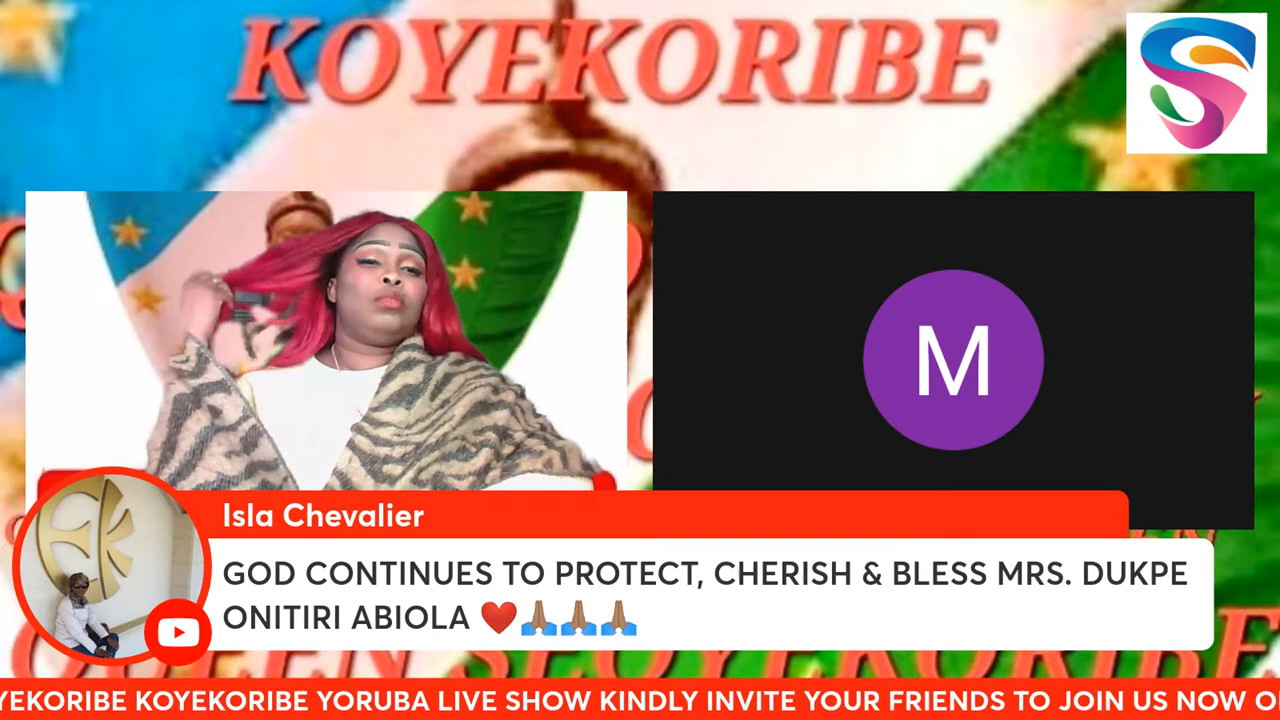 KOYEKORIBE
M
Isla Chevalier
GOD CONTINUES TO PROTECT, CHERISH & BLESS MRS. DUKPE
ONITIRI ABIOLA ❤️🙏🏽🙏🏽🙏🏽
YEKORIBE KOYEKORIBE YORUBA LIVE SHOW KINDLY INVITE YOUR FRIENDS TO JOIN US NOW